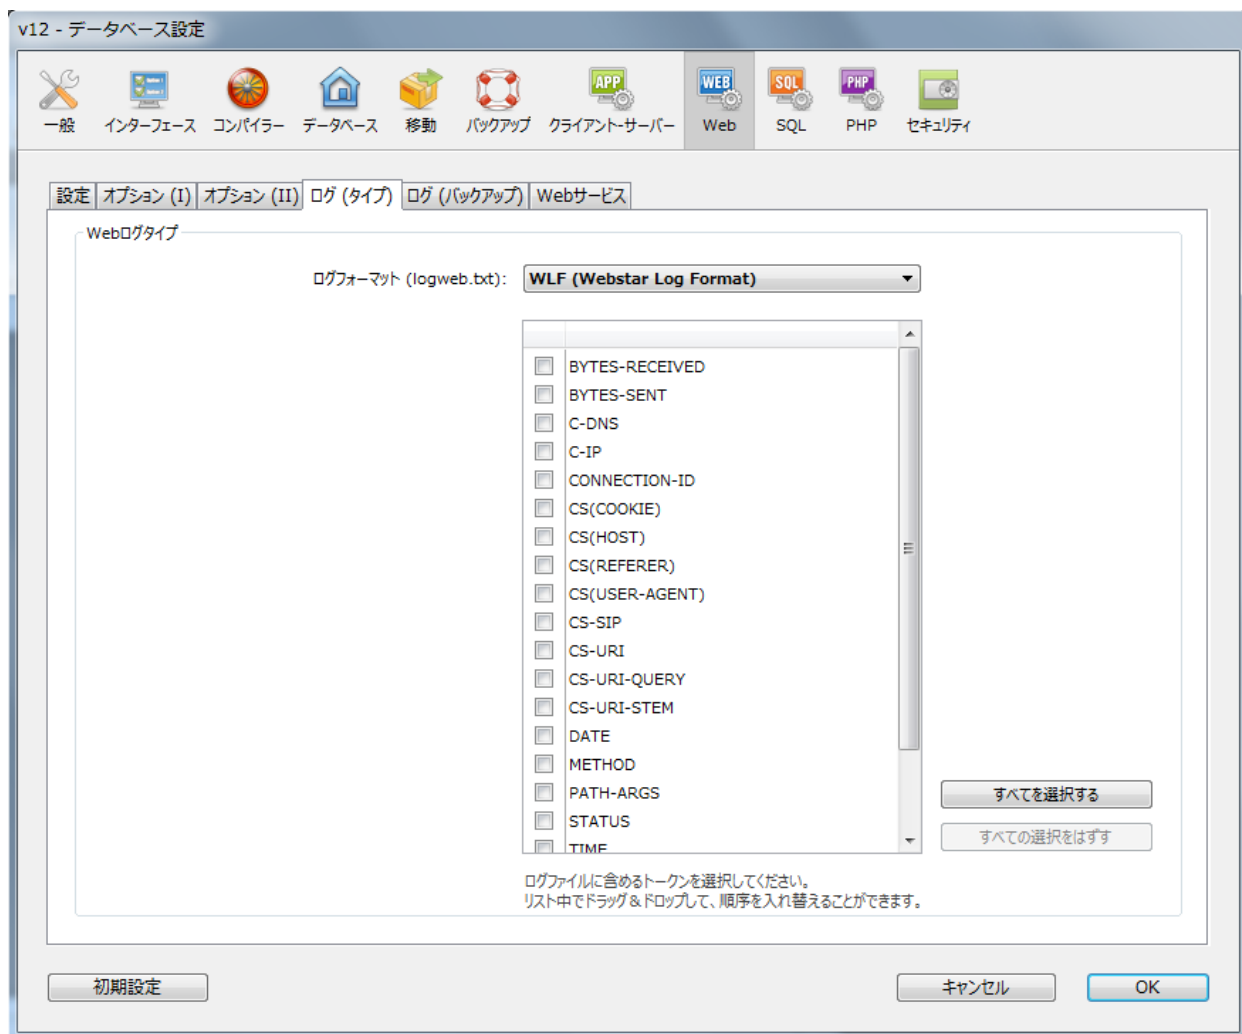 v12 - データベース設定
APP WEB SQL PHP
一般 インターフェース コンパイラー データベース 移動 バックアップ クライアント-サーバー Web SQL PHP セキュリティ
設定 オプション (I) オプション (II) ログ (タイプ) ログ (バックアップ) Webサービス
Webログタイプ
ログフォーマット (logweb.txt): WLF (Webstar Log Format)
BYTES-RECEIVED
BYTES-SENT
C-DNS
C-IP
CONNECTION-ID
CS(COOKIE)
CS(HOST)
CS(REFERER)
CS(USER-AGENT)
CS-SIP
CS-URI
CS-URI-QUERY
CS-URI-STEM
DATE
METHOD
PATH-ARGS
STATUS
TIME
すべてを選択する
すべての選択をはずす
ログファイルに含めるトークンを選択してください。
リスト中でドラッグ＆ドロップして、順序を入れ替えることができます。
初期設定 キャンセル OK